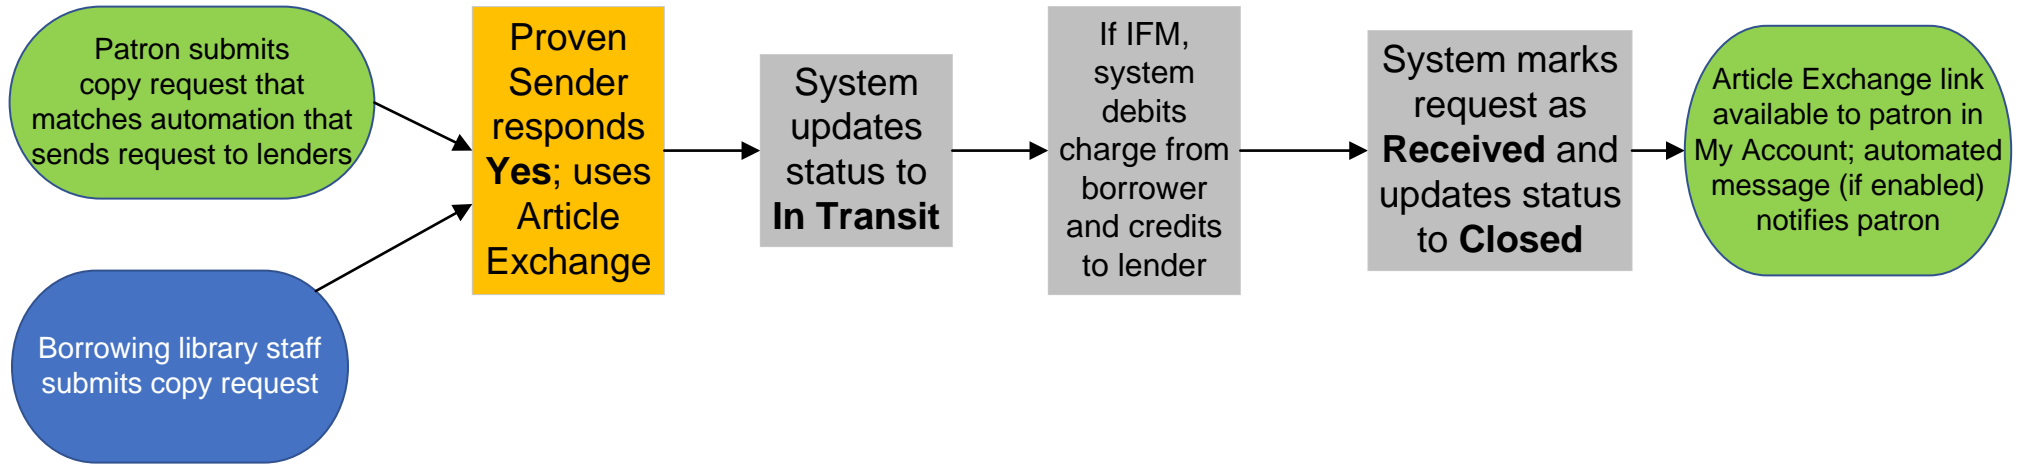 Patron submits
copy request that
matches automation that
sends request to lenders
Borrowing library staff
submits copy request
Proven
Sender
responds
Yes; uses
Article
Exchange
System
updates
status to
In Transit
If IFM,
system
debits
charge from
borrower
and credits
to lender
System marks
request as
Received and
updates status
to Closed
Article Exchange link
available to patron in
My Account; automated
message (if enabled)
notifies patron